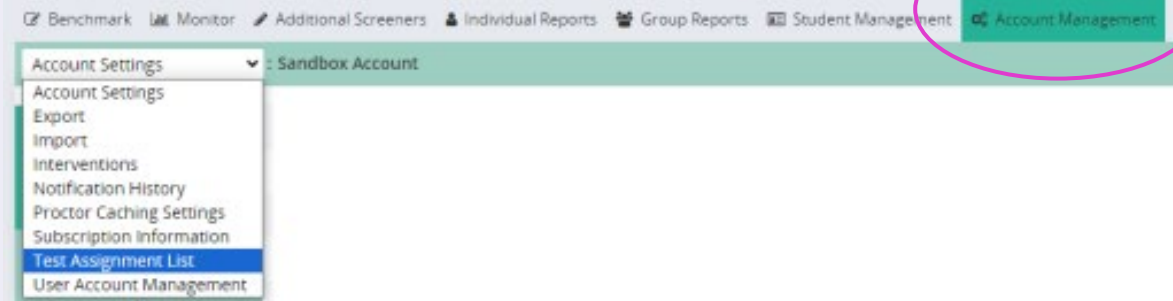 Benchmark Monitor Additional Screeners Individual Reports Group Reports Student Management Account Management
Account Settings : Sandbox Account
Account Settings
Export
Import
Interventions
Notification History
Proctor Caching Settings
Subscription Information
Test Assignment List
User Account Management